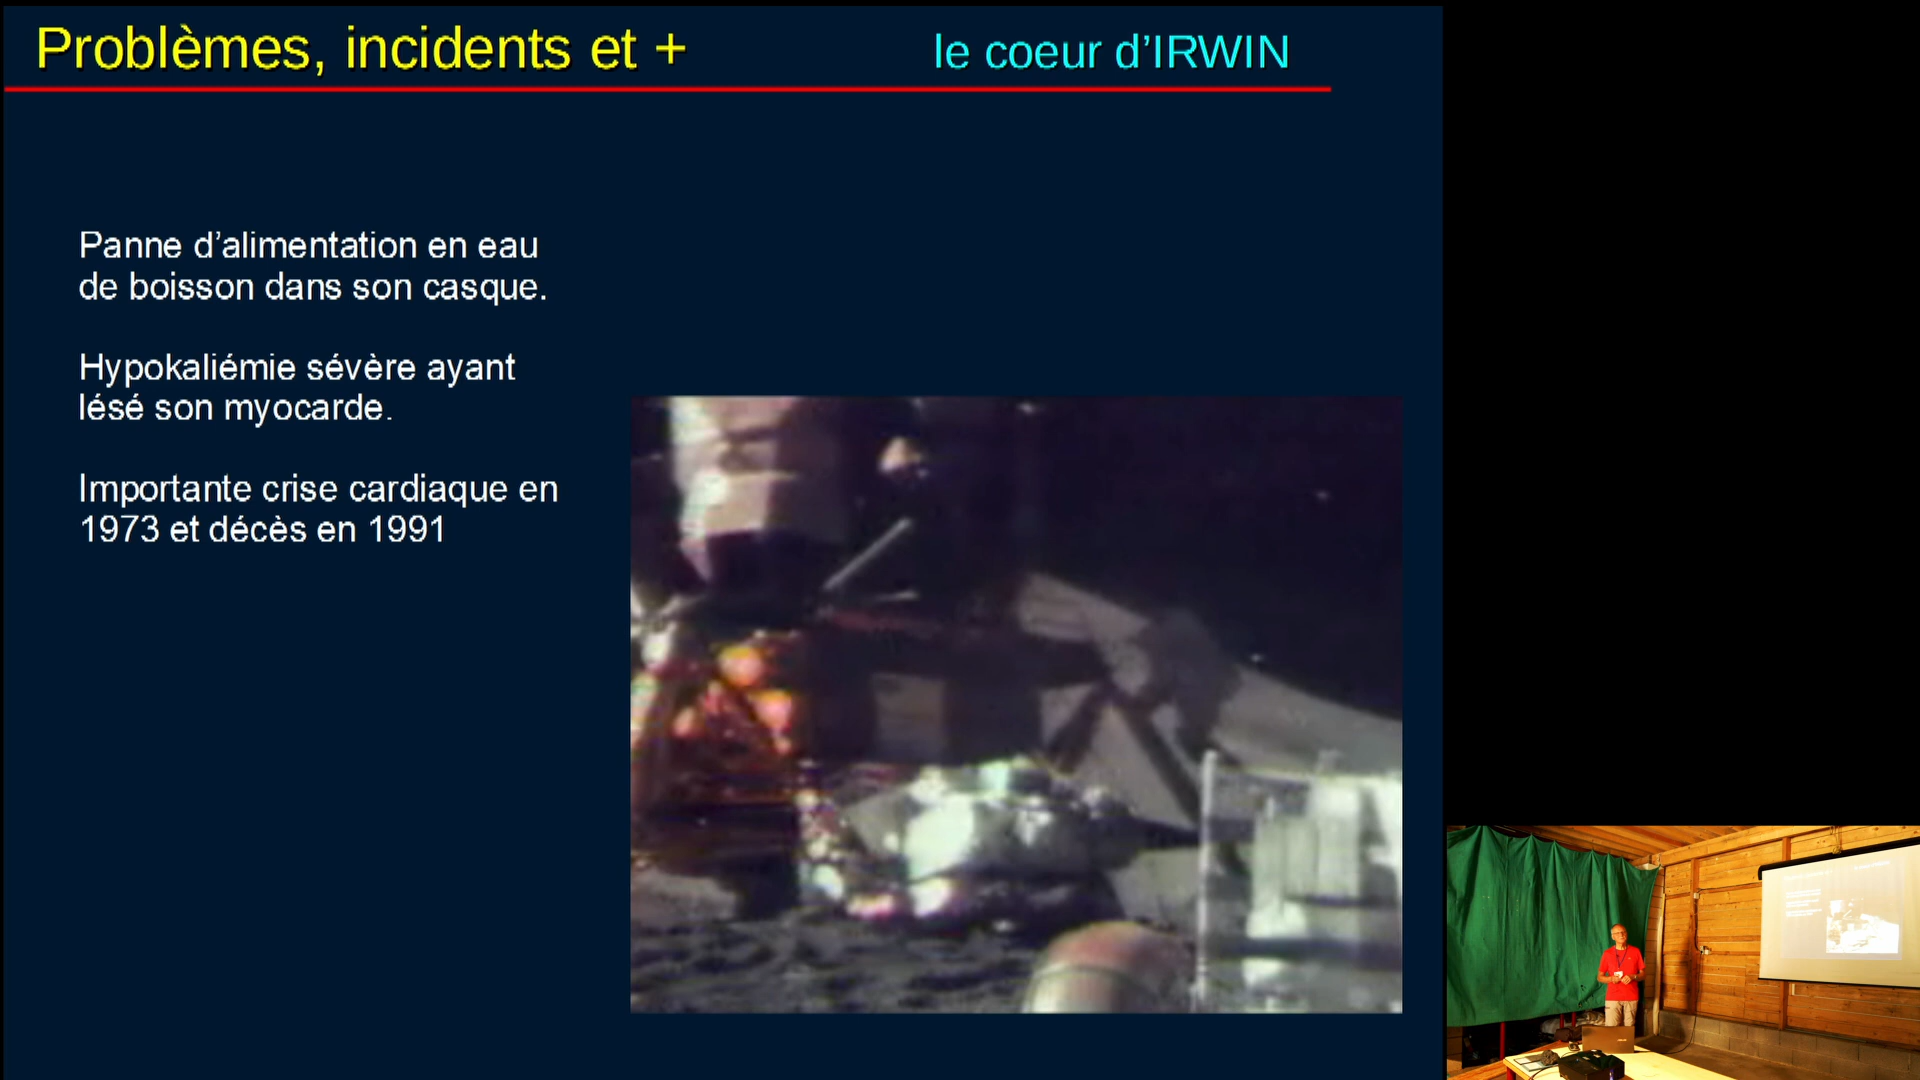 Problèmes, incidents et +
le coeur d’IRWIN
Panne d’alimentation en eau
de boisson dans son casque.
Hypokaliémie sévère ayant
lésé son myocarde.
Importante crise cardiaque en
1973 et décès en 1991